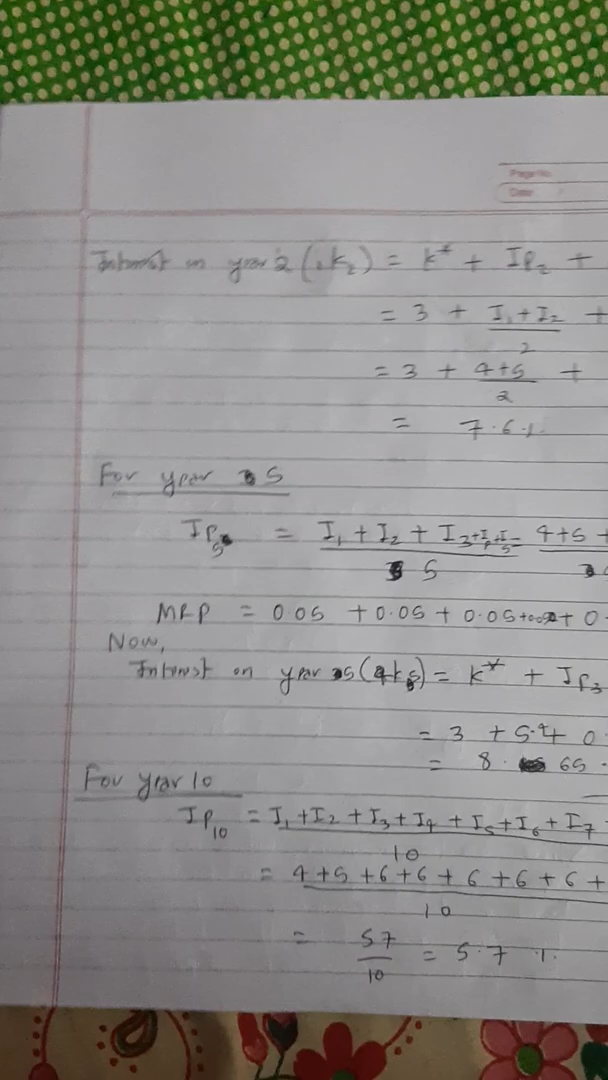 Page No.
Date
Interest on year 2 (k₂) = k* + IP₂ +
= 3 + I₁+I₂ / 2 +
= 3 + 4+5 / 2 +
= 7.6%
For year 5
IP₅ = I₁ + I₂ + I₃+I₄+I₅ / 5 = 4+5+
MRP = 0.05 + 0.05 + 0.05+0.05+ 0.
Now,
Interest on year 5 (k₅) = k* + IP₃
= 3 + 5.4+ 0
= 8. 65
For year 10
IP₁₀ = I₁+I₂+I₃+I₄+I₅+I₆+I₇+ / 10
= 4+5+6+6+6+6+6+ / 10
= 57 / 10 = 5.7 %